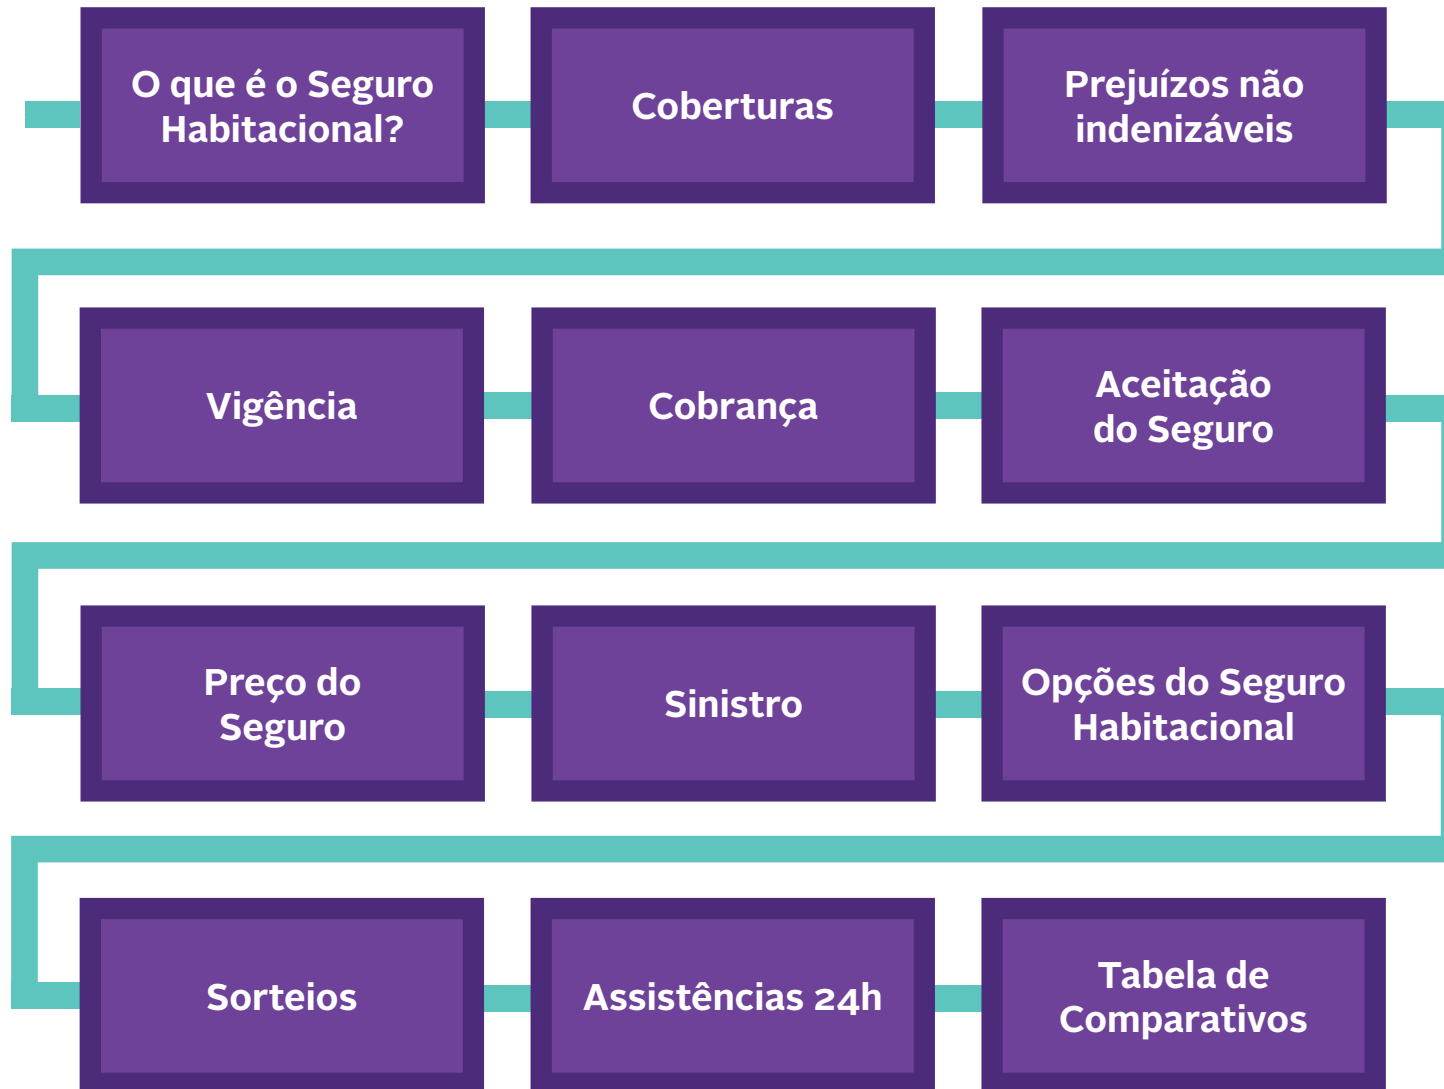 O que é o Seguro
Habitacional?
Coberturas
Prejuízos não
indenizáveis
Vigência
Cobrança
Aceitação
do Seguro
Preço do
Seguro
Sinistro
Opções do Seguro
Habitacional
Sorteios
Assistências 24h
Tabela de
Comparativos